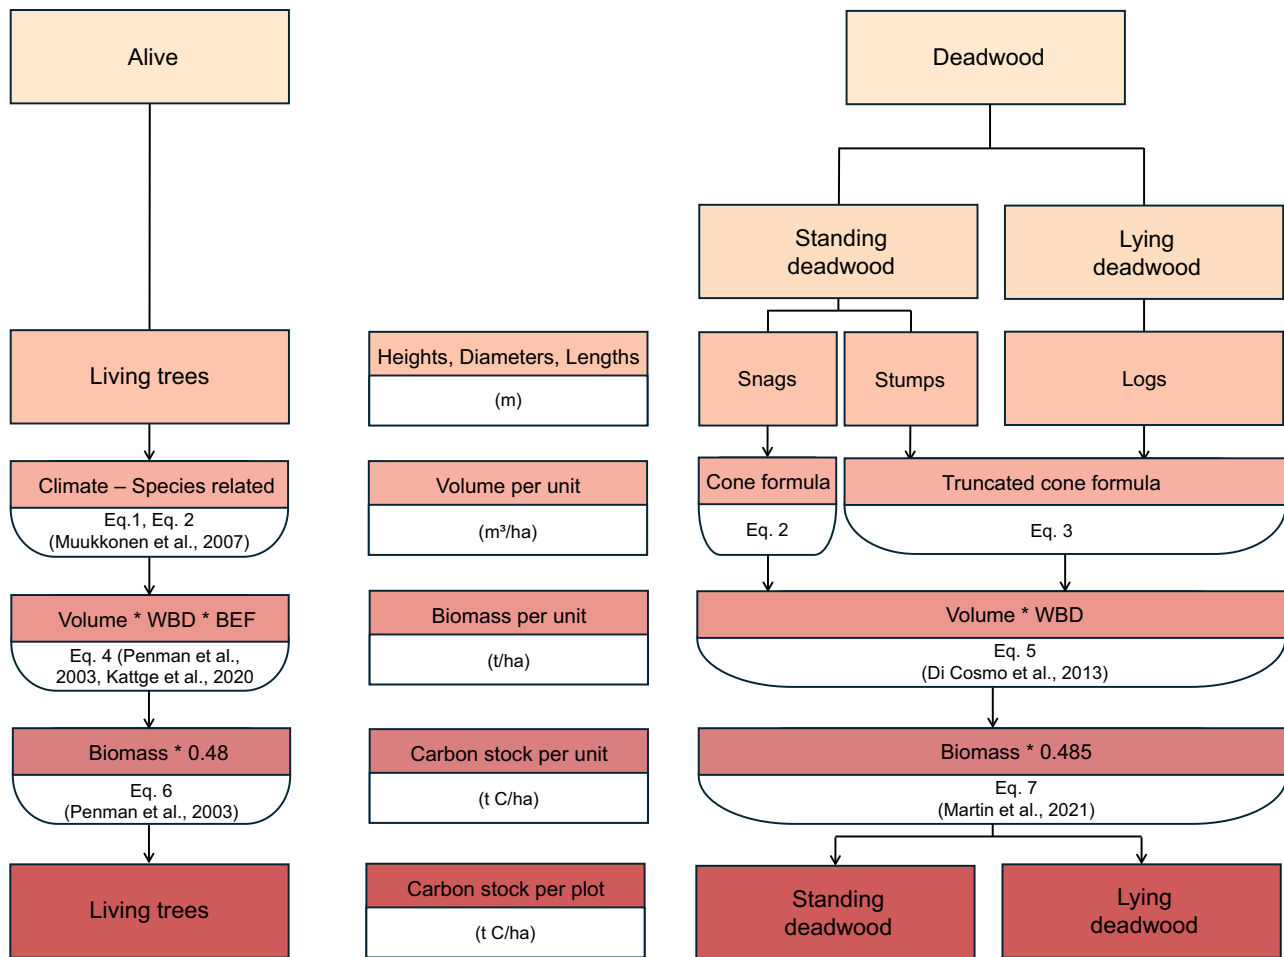 Alive
Deadwood
Standing
deadwood
Lying
deadwood
Living trees
Heights, Diameters, Lengths
(m)
Snags
Stumps
Logs
Climate – Species related
Eq.1, Eq. 2
(Muukkonen et al., 2007)
Volume per unit
(m³/ha)
Cone formula
Eq. 2
Truncated cone formula
Eq. 3
Volume * WBD * BEF
Eq. 4 (Penman et al.,
2003, Kattge et al., 2020
Biomass per unit
(t/ha)
Volume * WBD
Eq. 5
(Di Cosmo et al., 2013)
Biomass * 0.48
Eq. 6
(Penman et al., 2003)
Carbon stock per unit
(t C/ha)
Biomass * 0.485
Eq. 7
(Martin et al., 2021)
Living trees
Carbon stock per plot
(t C/ha)
Standing
deadwood
Lying
deadwood